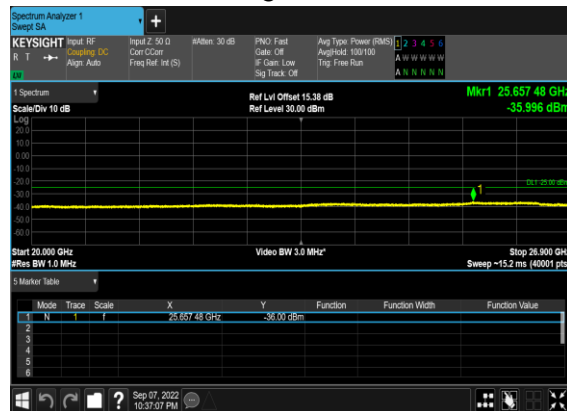 Spectrum Analyzer 1
Swept SA
KEYSIGHT Input: RF Input Z: 50 Ω #Atten: 30 dB PNO: Fast Avg Type: Power (RMS) 1 2 3 4 5 6
R T Coupling: DC Corr CCorr Gate: Off Avg|Hold: 100/100 A W W W W W
Align: Auto Freq Ref: Int (S) IF Gain: Low Trig: Free Run
Sig Track: Off A N N N N N
1 Spectrum Ref Lvl Offset 15.38 dB Mkr1 25.657 48 GHz
Scale/Div 10 dB Ref Level 30.00 dBm -35.996 dBm
Log
20.0
10.0
0.00
-10.0
-20.0
1 DL1 25.00 dBm
-30.0
-40.0
-50.0
-60.0
Start 20.000 GHz Video BW 3.0 MHz* Stop 26.900 GHz
#Res BW 1.0 MHz Sweep ~15.2 ms (40001 pts
5 Marker Table
Mode Trace Scale X Y Function Function Width Function Value
1 N 1 f 25.657 48 GHz -36.00 dBm
2
3
4
5
6
? Sep 07, 2022
10:37:07 PM